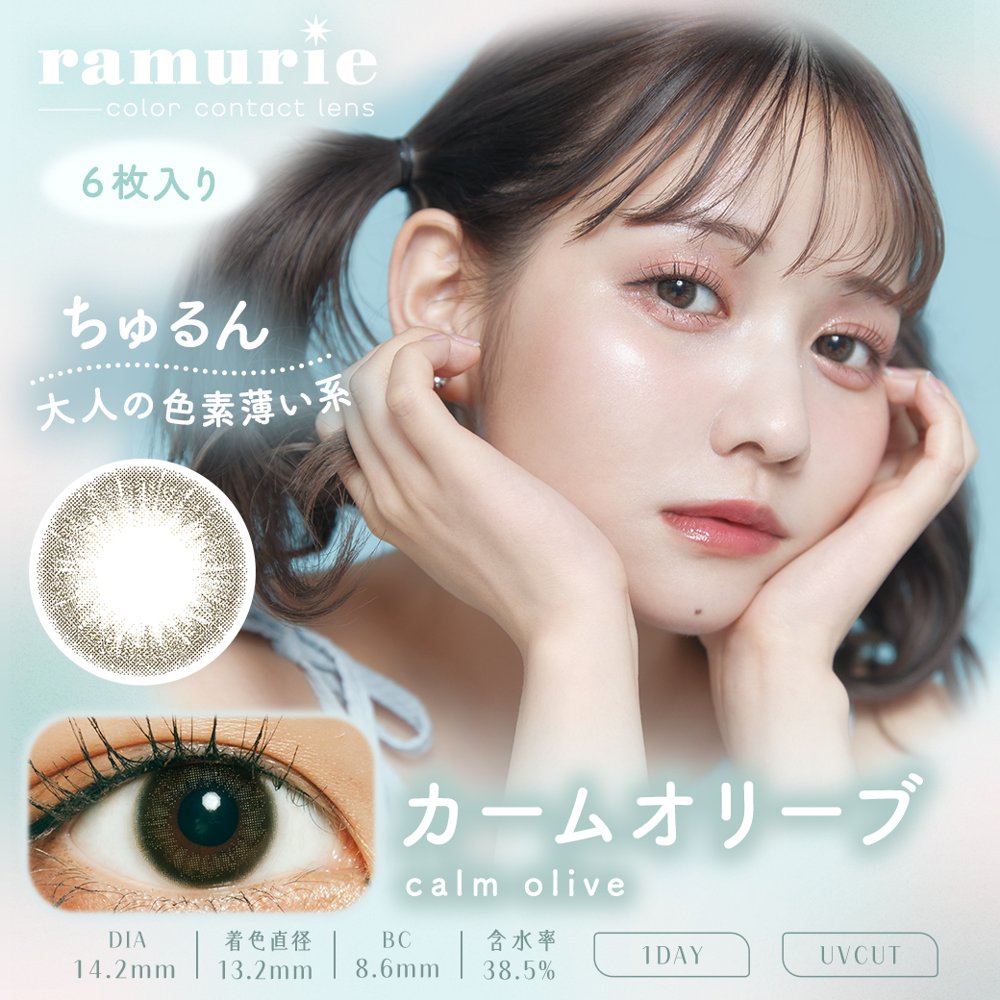 ramurie
color contact lens
6枚入り
ちゅるん
大人の色素薄い系
カームオリーブ
calm olive
DIA
14.2mm
着色直径
13.2mm
BC
8.6mm
含水率
38.5%
1DAY
UVCUT